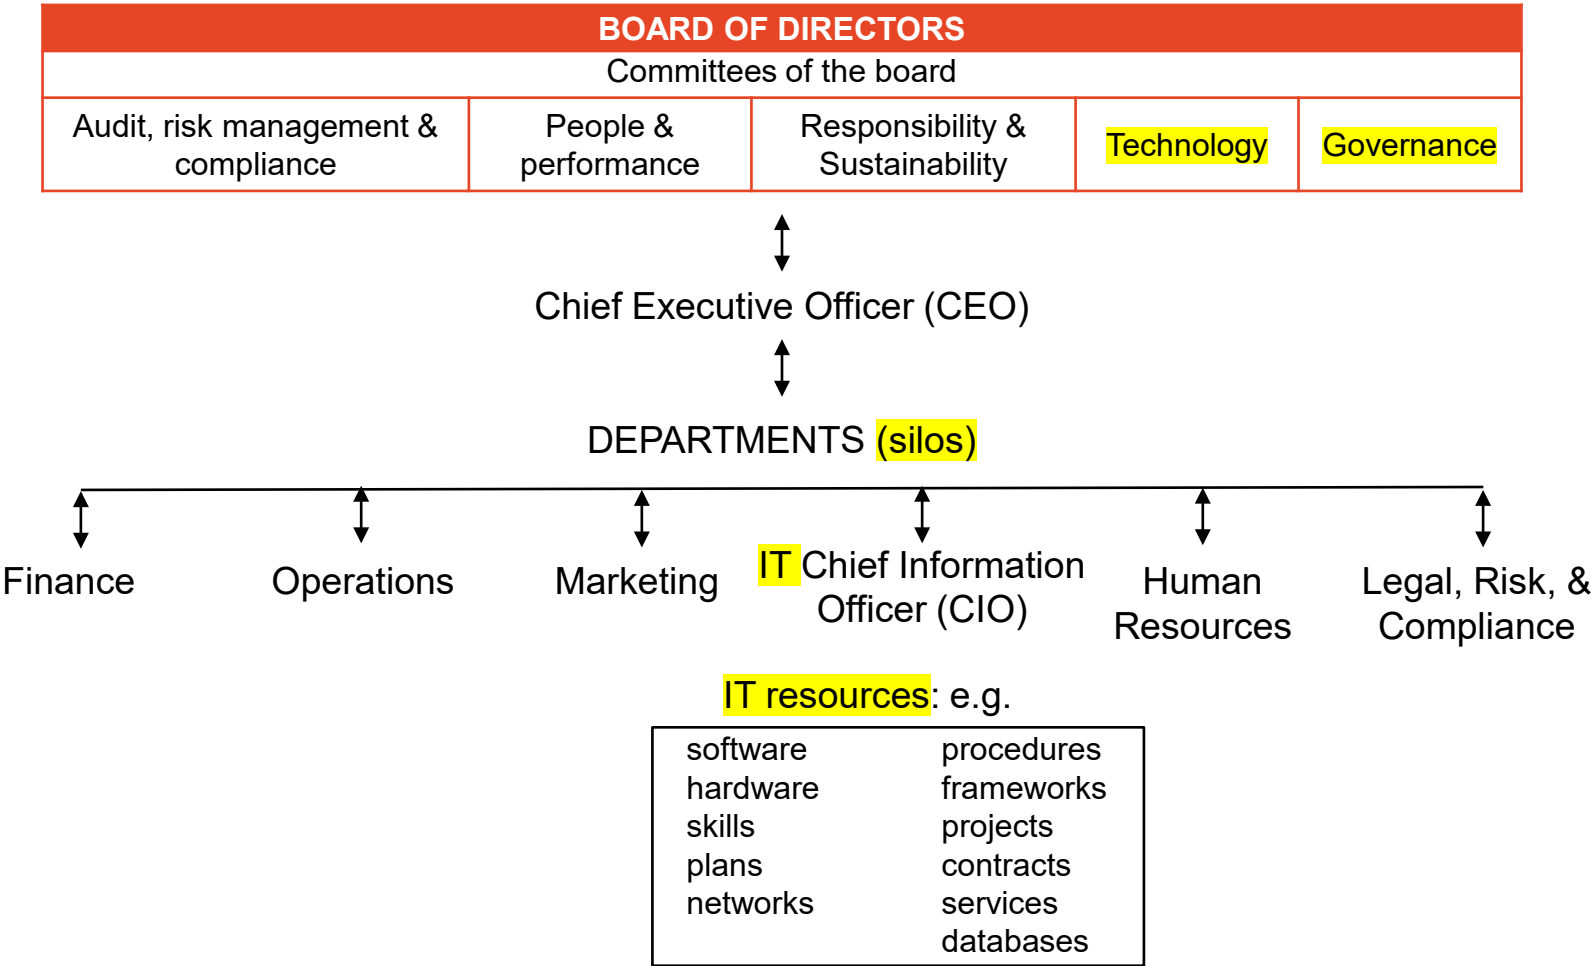 BOARD OF DIRECTORS
Committees of the board
Audit, risk management &
compliance
People &
performance
Responsibility &
Sustainability
Technology
Governance
Chief Executive Officer (CEO)
DEPARTMENTS (silos)
Finance
Operations
Marketing
IT Chief Information
Officer (CIO)
Human
Resources
Legal, Risk, &
Compliance
IT resources: e.g.
software
hardware
skills
plans
networks
procedures
frameworks
projects
contracts
services
databases